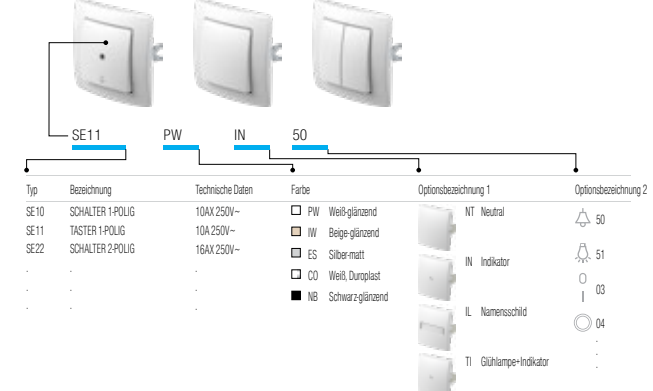 SE11 PW IN 50
Typ Bezeichnung Technische Daten Farbe Optionsbezeichnung 1 Optionsbezeichnung 2
SE10 SCHALTER 1-POLIG 10AX 250V~
SE11 TASTER 1-POLIG 10A 250V~
SE22 SCHALTER 2-POLIG 16AX 250V~
. . .
. . .
. . .
PW Weiß-glänzend
IW Beige-glänzend
ES Silber-matt
CO Weiß, Duroplast
NB Schwarz-glänzend
NT Neutral
IN Indikator
IL Namensschild
TI Glühlampe+Indikator
50
51
0
I 03
04
.
.
.